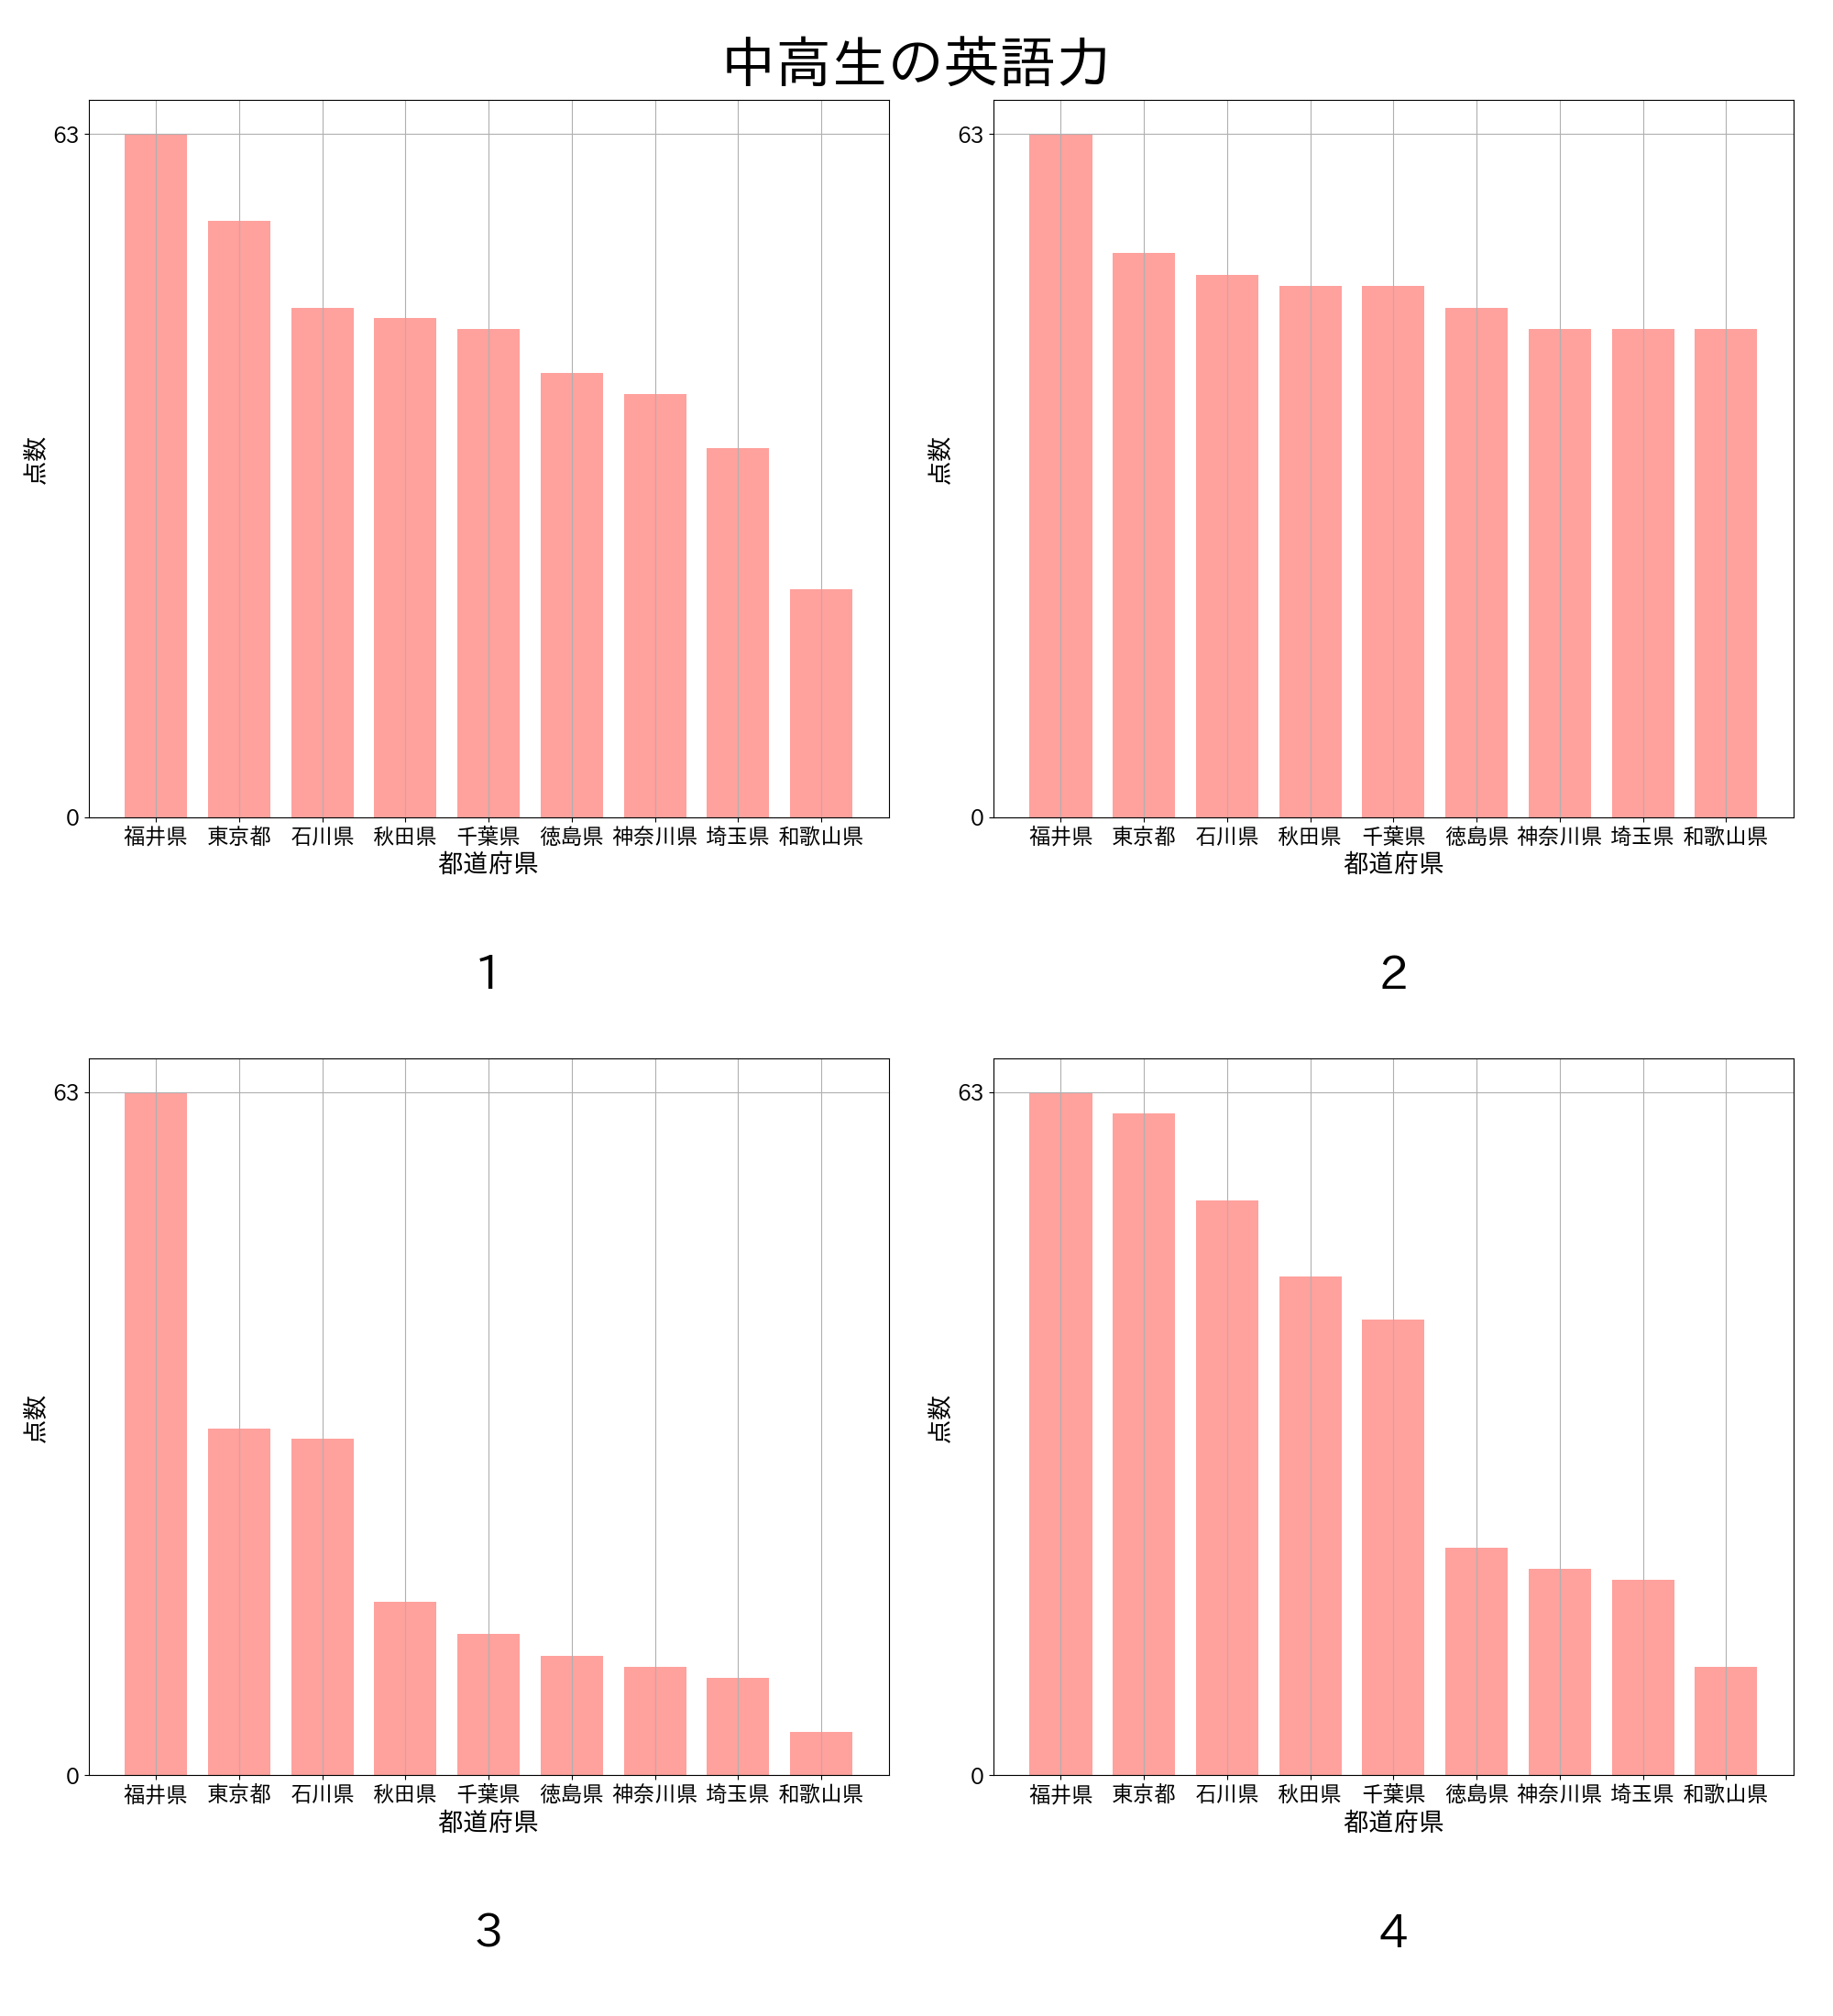 中高生の英語力
63
0
点数
福井県 東京都 石川県 秋田県 千葉県 徳島県 神奈川県 埼玉県 和歌山県
都道府県
1
63
0
点数
福井県 東京都 石川県 秋田県 千葉県 徳島県 神奈川県 埼玉県 和歌山県
都道府県
2
63
0
点数
福井県 東京都 石川県 秋田県 千葉県 徳島県 神奈川県 埼玉県 和歌山県
都道府県
3
63
0
点数
福井県 東京都 石川県 秋田県 千葉県 徳島県 神奈川県 埼玉県 和歌山県
都道府県
4